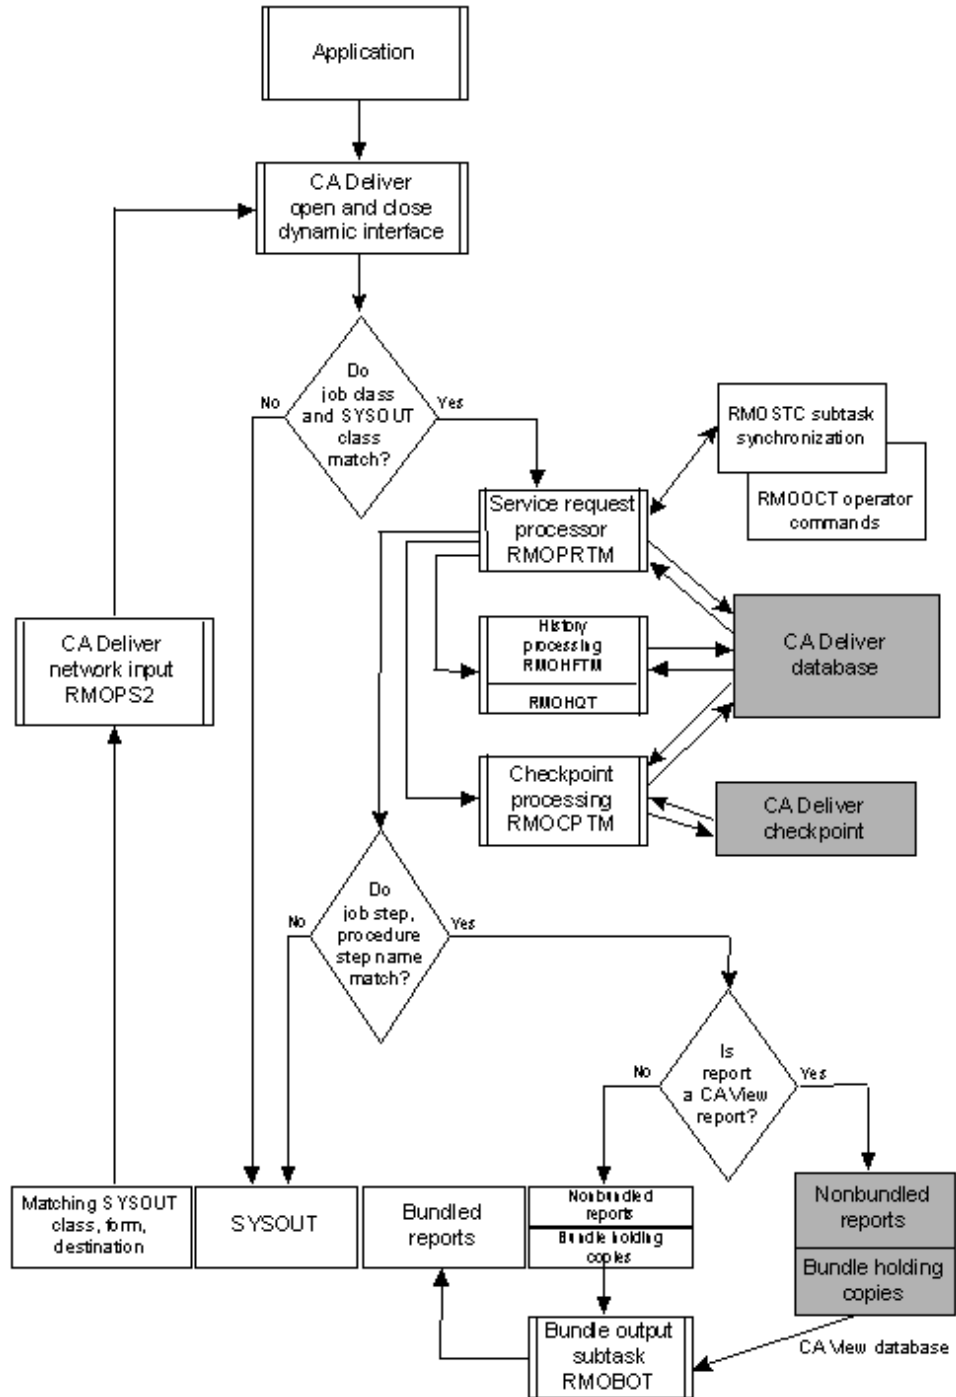 Application
CA Deliver
open and close
dynamic interface
Do
job class
and SYSOUT
class
match?
No
Yes
RMOSTC subtask
synchronization
RMOOCT operator
commands
Service request
processor
RMOPRTM
History
processing
RMOHFTM
RMOHQT
CA Deliver
database
CA Deliver
network input
RMOPS2
Checkpoint
processing
RMOCPTM
CA Deliver
checkpoint
Do
job step,
procedure
step name
match?
No
Yes
Is
report
a CA View
report?
No
Yes
Matching SYSOUT
class, form,
destination
SYSOUT
Bundled
reports
Nonbundled
reports
Bundle holding
copies
Nonbundled
reports
Bundle holding
copies
Bundle output
subtask
RMOBOT
CA View database